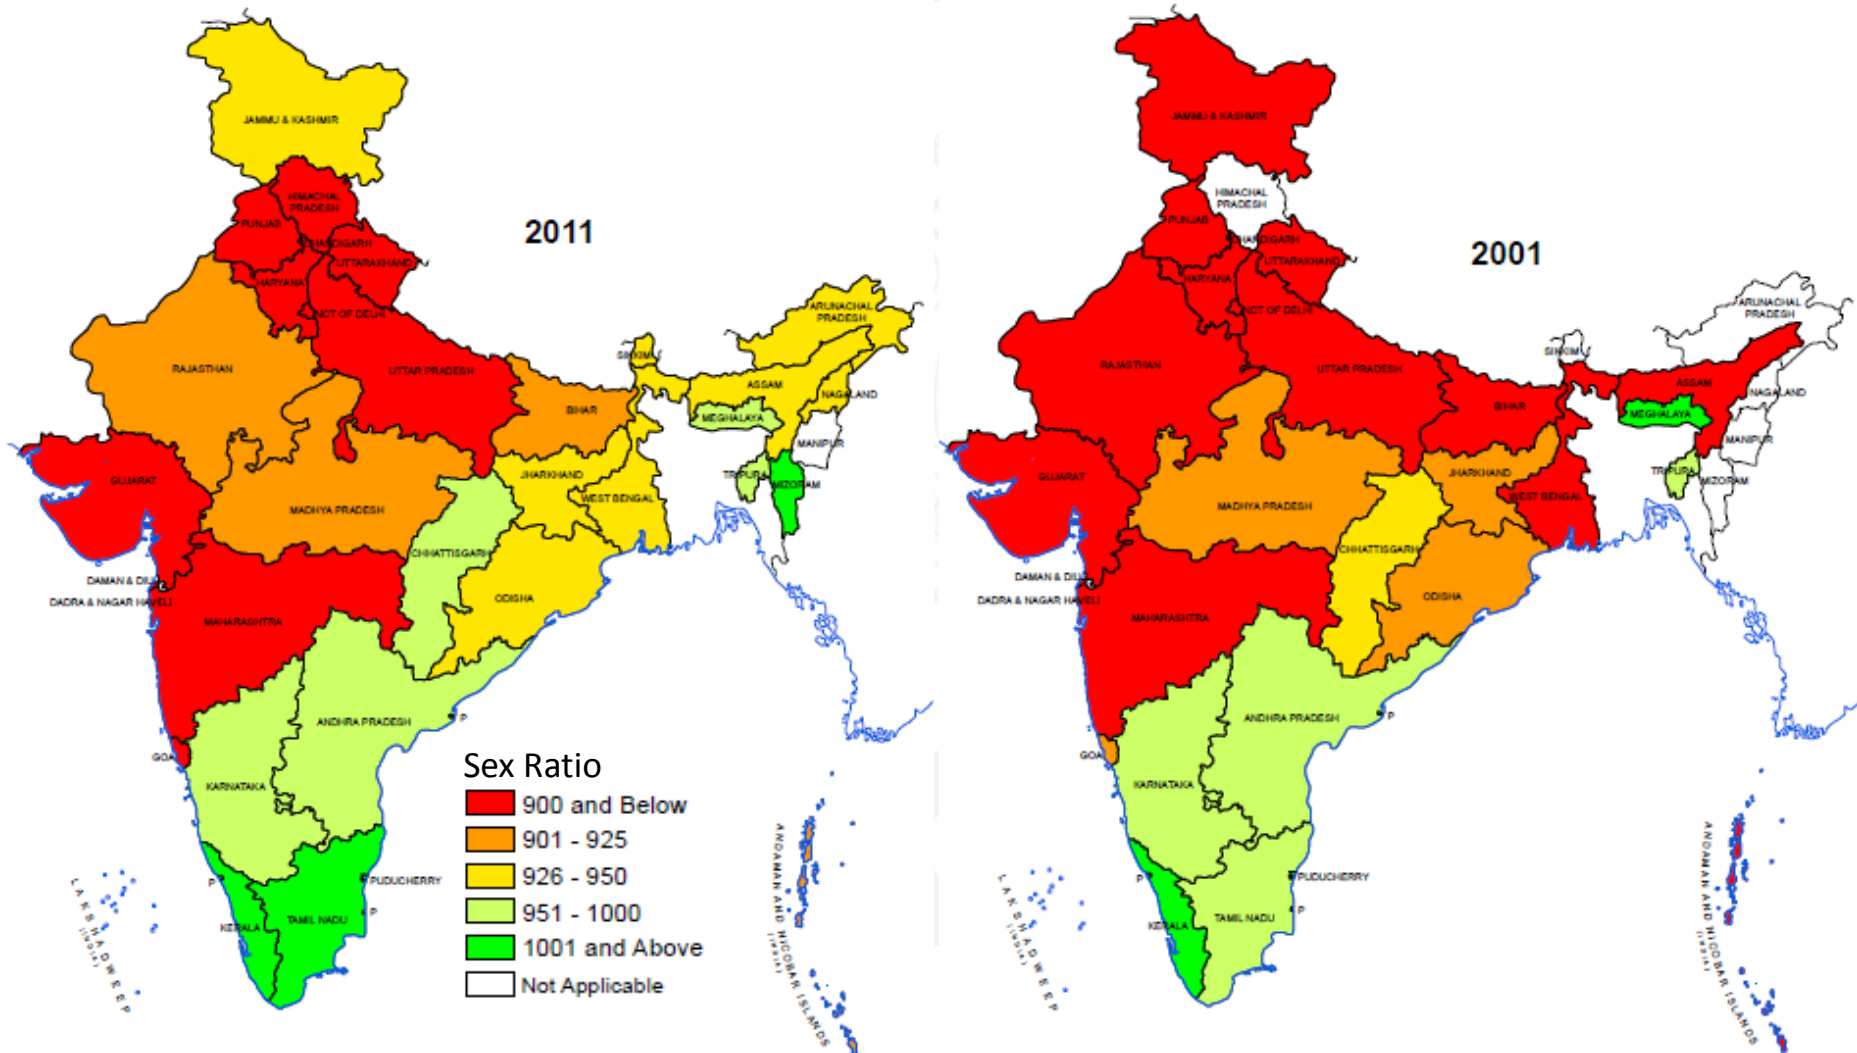 JAMMU & KASHMIR
HIMACHAL
PRADESH
PUNJAB
CHANDIGARH
UTTARAKHAND
HARYANA
NCT OF DELHI
2011
ARUNACHAL
PRADESH
SIKKIM
RAJASTHAN
UTTAR PRADESH
ASSAM
NAGALAND
BIHAR
MEGHALAYA
MANIPUR
GUJARAT
JHARKHAND
TRIPURA
MIZORAM
WEST BENGAL
MADHYA PRADESH
CHHATTISGARH
DAMAN & DIU
DADRA & NAGAR HAVELI
ODISHA
MAHARASHTRA
ANDHRA PRADESH
P
GOA
KARNATAKA
P
PUDUCHERRY
P
TAMIL NADU
KERALA
LAKSHADWEEP
(INDIA)
ANDAMAN AND NICOBAR ISLANDS
(INDIA)
Sex Ratio
900 and Below
901 - 925
926 - 950
951 - 1000
1001 and Above
Not Applicable
JAMMU & KASHMIR
HIMACHAL
PRADESH
PUNJAB
CHANDIGARH
UTTARAKHAND
HARYANA
NCT OF DELHI
2001
ARUNACHAL
PRADESH
SIKKIM
RAJASTHAN
UTTAR PRADESH
ASSAM
NAGALAND
BIHAR
MEGHALAYA
MANIPUR
GUJARAT
JHARKHAND
TRIPURA
MIZORAM
WEST BENGAL
MADHYA PRADESH
CHHATTISGARH
DAMAN & DIU
DADRA & NAGAR HAVELI
ODISHA
MAHARASHTRA
ANDHRA PRADESH
P
GOA
KARNATAKA
P
PUDUCHERRY
P
TAMIL NADU
KERALA
LAKSHADWEEP
(INDIA)
ANDAMAN AND NICOBAR ISLANDS
(INDIA)